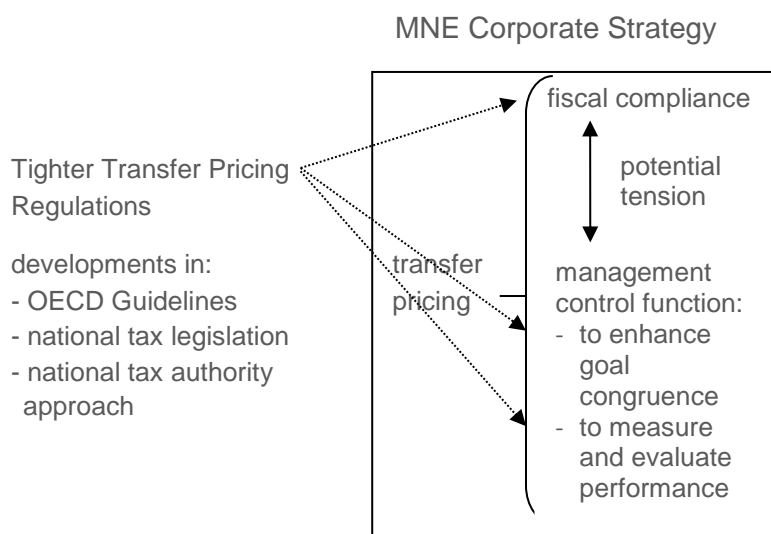 MNE Corporate Strategy
Tighter Transfer Pricing
Regulations
developments in:
- OECD Guidelines
- national tax legislation
- national tax authority
approach
transfer
pricing
fiscal compliance
potential
tension
management
control function:
- to enhance
goal
congruence
- to measure
and evaluate
performance